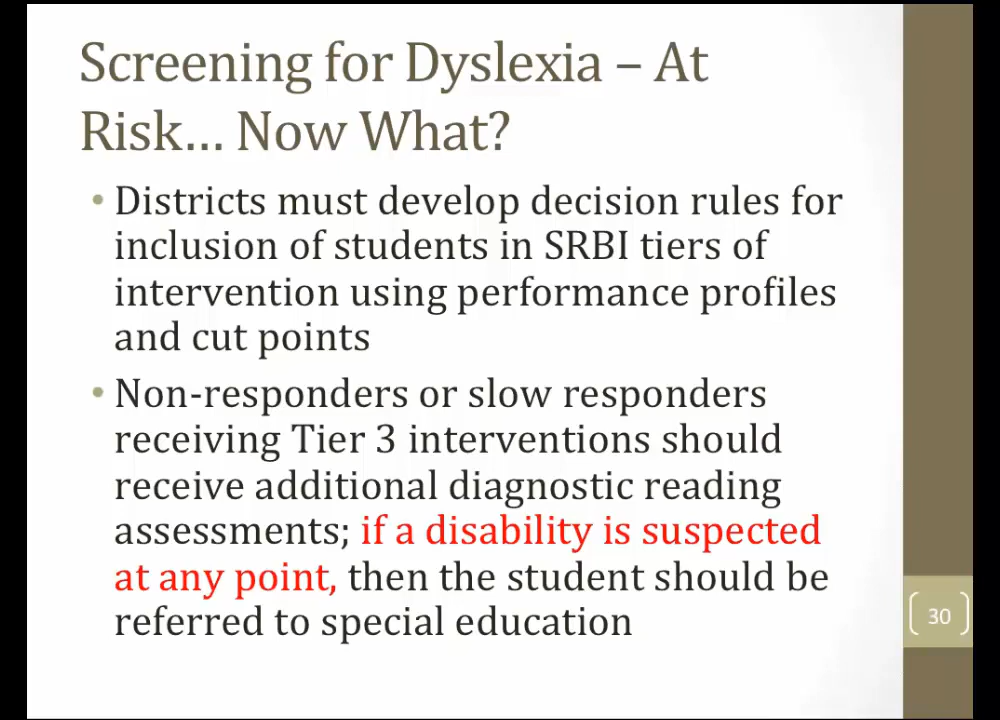 Screening for Dyslexia – At
Risk... Now What?
• Districts must develop decision rules for
inclusion of students in SRBI tiers of
intervention using performance profiles
and cut points
• Non-responders or slow responders
receiving Tier 3 interventions should
receive additional diagnostic reading
assessments; if a disability is suspected
at any point, then the student should be
referred to special education
30